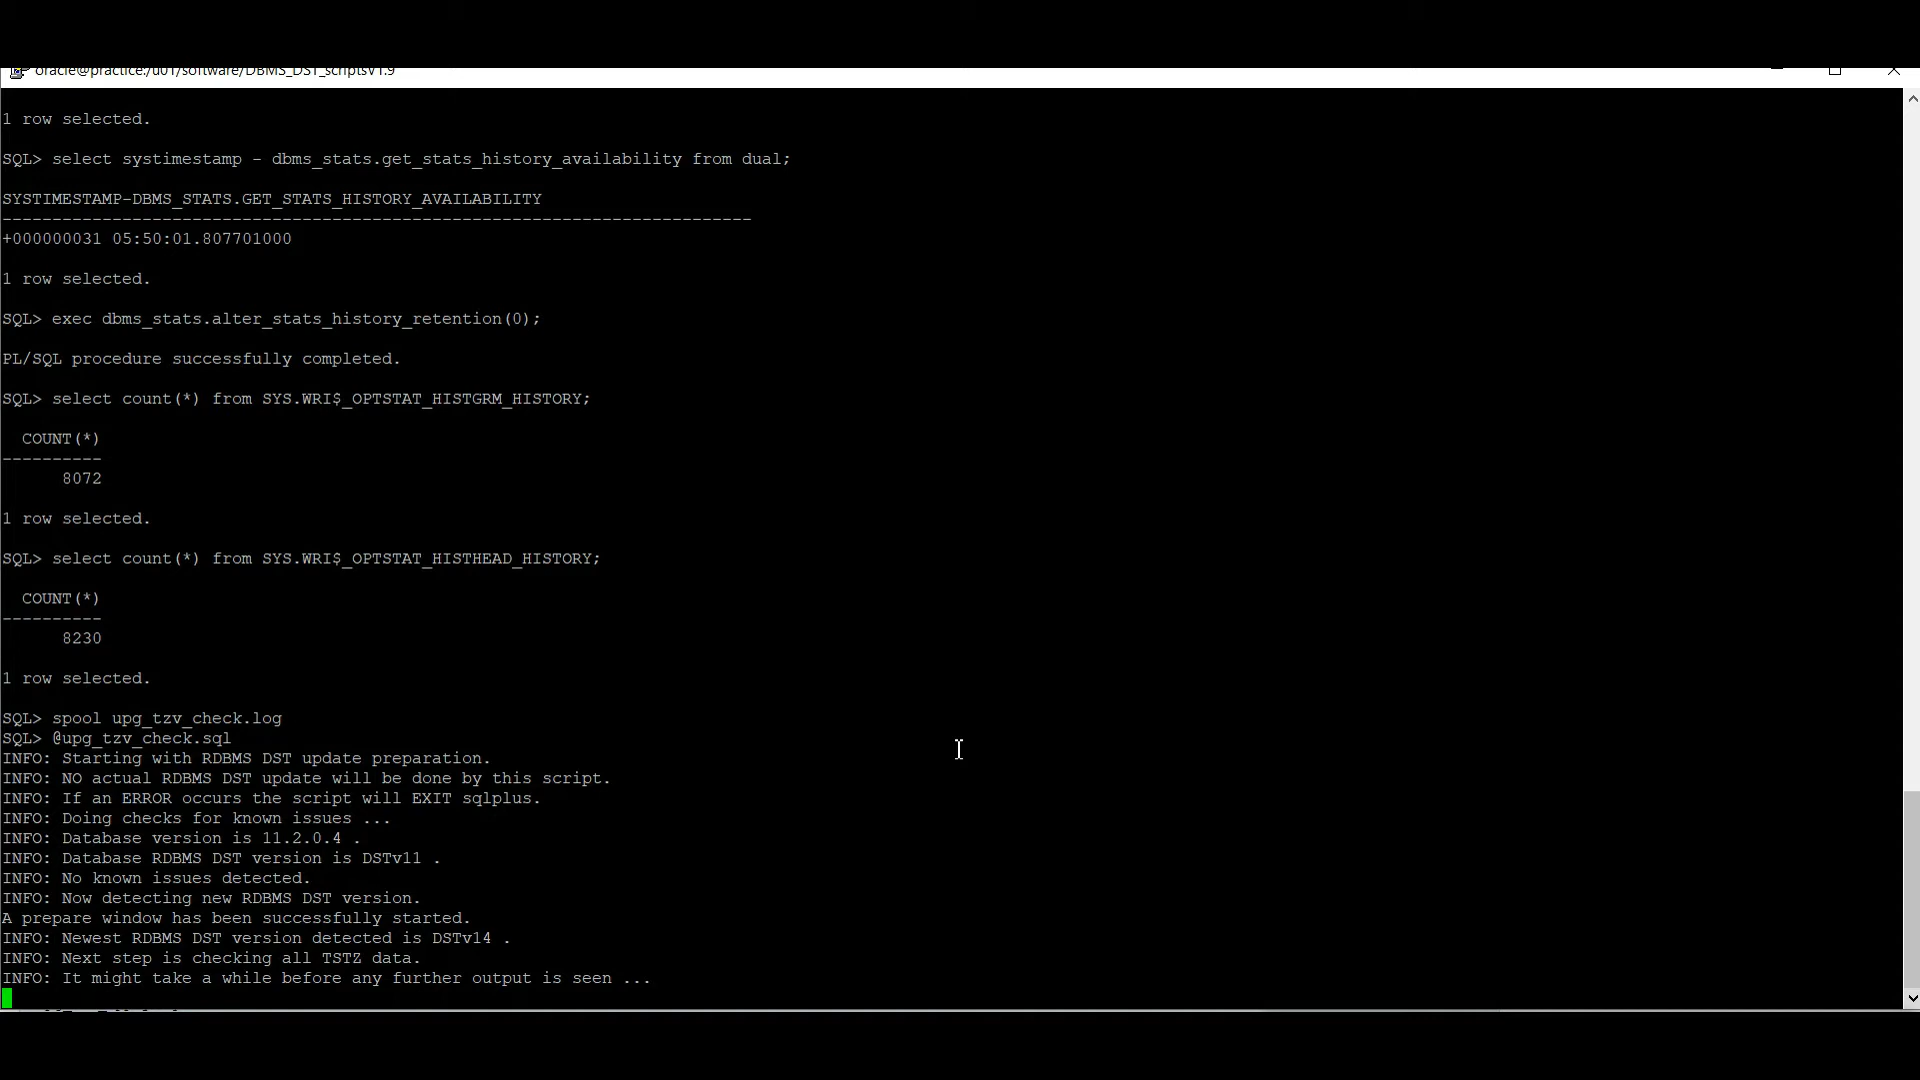 oracle@practice:/u01/software/DBMS_DST_scriptsV1.9
1 row selected.
SQL> select systimestamp - dbms_stats.get_stats_history_availability from dual;
SYSTIMESTAMP-DBMS_STATS.GET_STATS_HISTORY_AVAILABILITY
---------------------------------------------------------------------------
+000000031 05:50:01.807701000
1 row selected.
SQL> exec dbms_stats.alter_stats_history_retention(0);
PL/SQL procedure successfully completed.
SQL> select count(*) from SYS.WRI$_OPTSTAT_HISTGRM_HISTORY;
COUNT(*)
----------
8072
1 row selected.
SQL> select count(*) from SYS.WRI$_OPTSTAT_HISTHEAD_HISTORY;
COUNT(*)
----------
8230
1 row selected.
SQL> spool upg_tzv_check.log
SQL> @upg_tzv_check.sql
INFO: Starting with RDBMS DST update preparation.
INFO: NO actual RDBMS DST update will be done by this script.
INFO: If an ERROR occurs the script will EXIT sqlplus.
INFO: Doing checks for known issues ...
INFO: Database version is 11.2.0.4 .
INFO: Database RDBMS DST version is DSTv11 .
INFO: No known issues detected.
INFO: Now detecting new RDBMS DST version.
A prepare window has been successfully started.
INFO: Newest RDBMS DST version detected is DSTv14 .
INFO: Next step is checking all TSTZ data.
INFO: It might take a while before any further output is seen ...